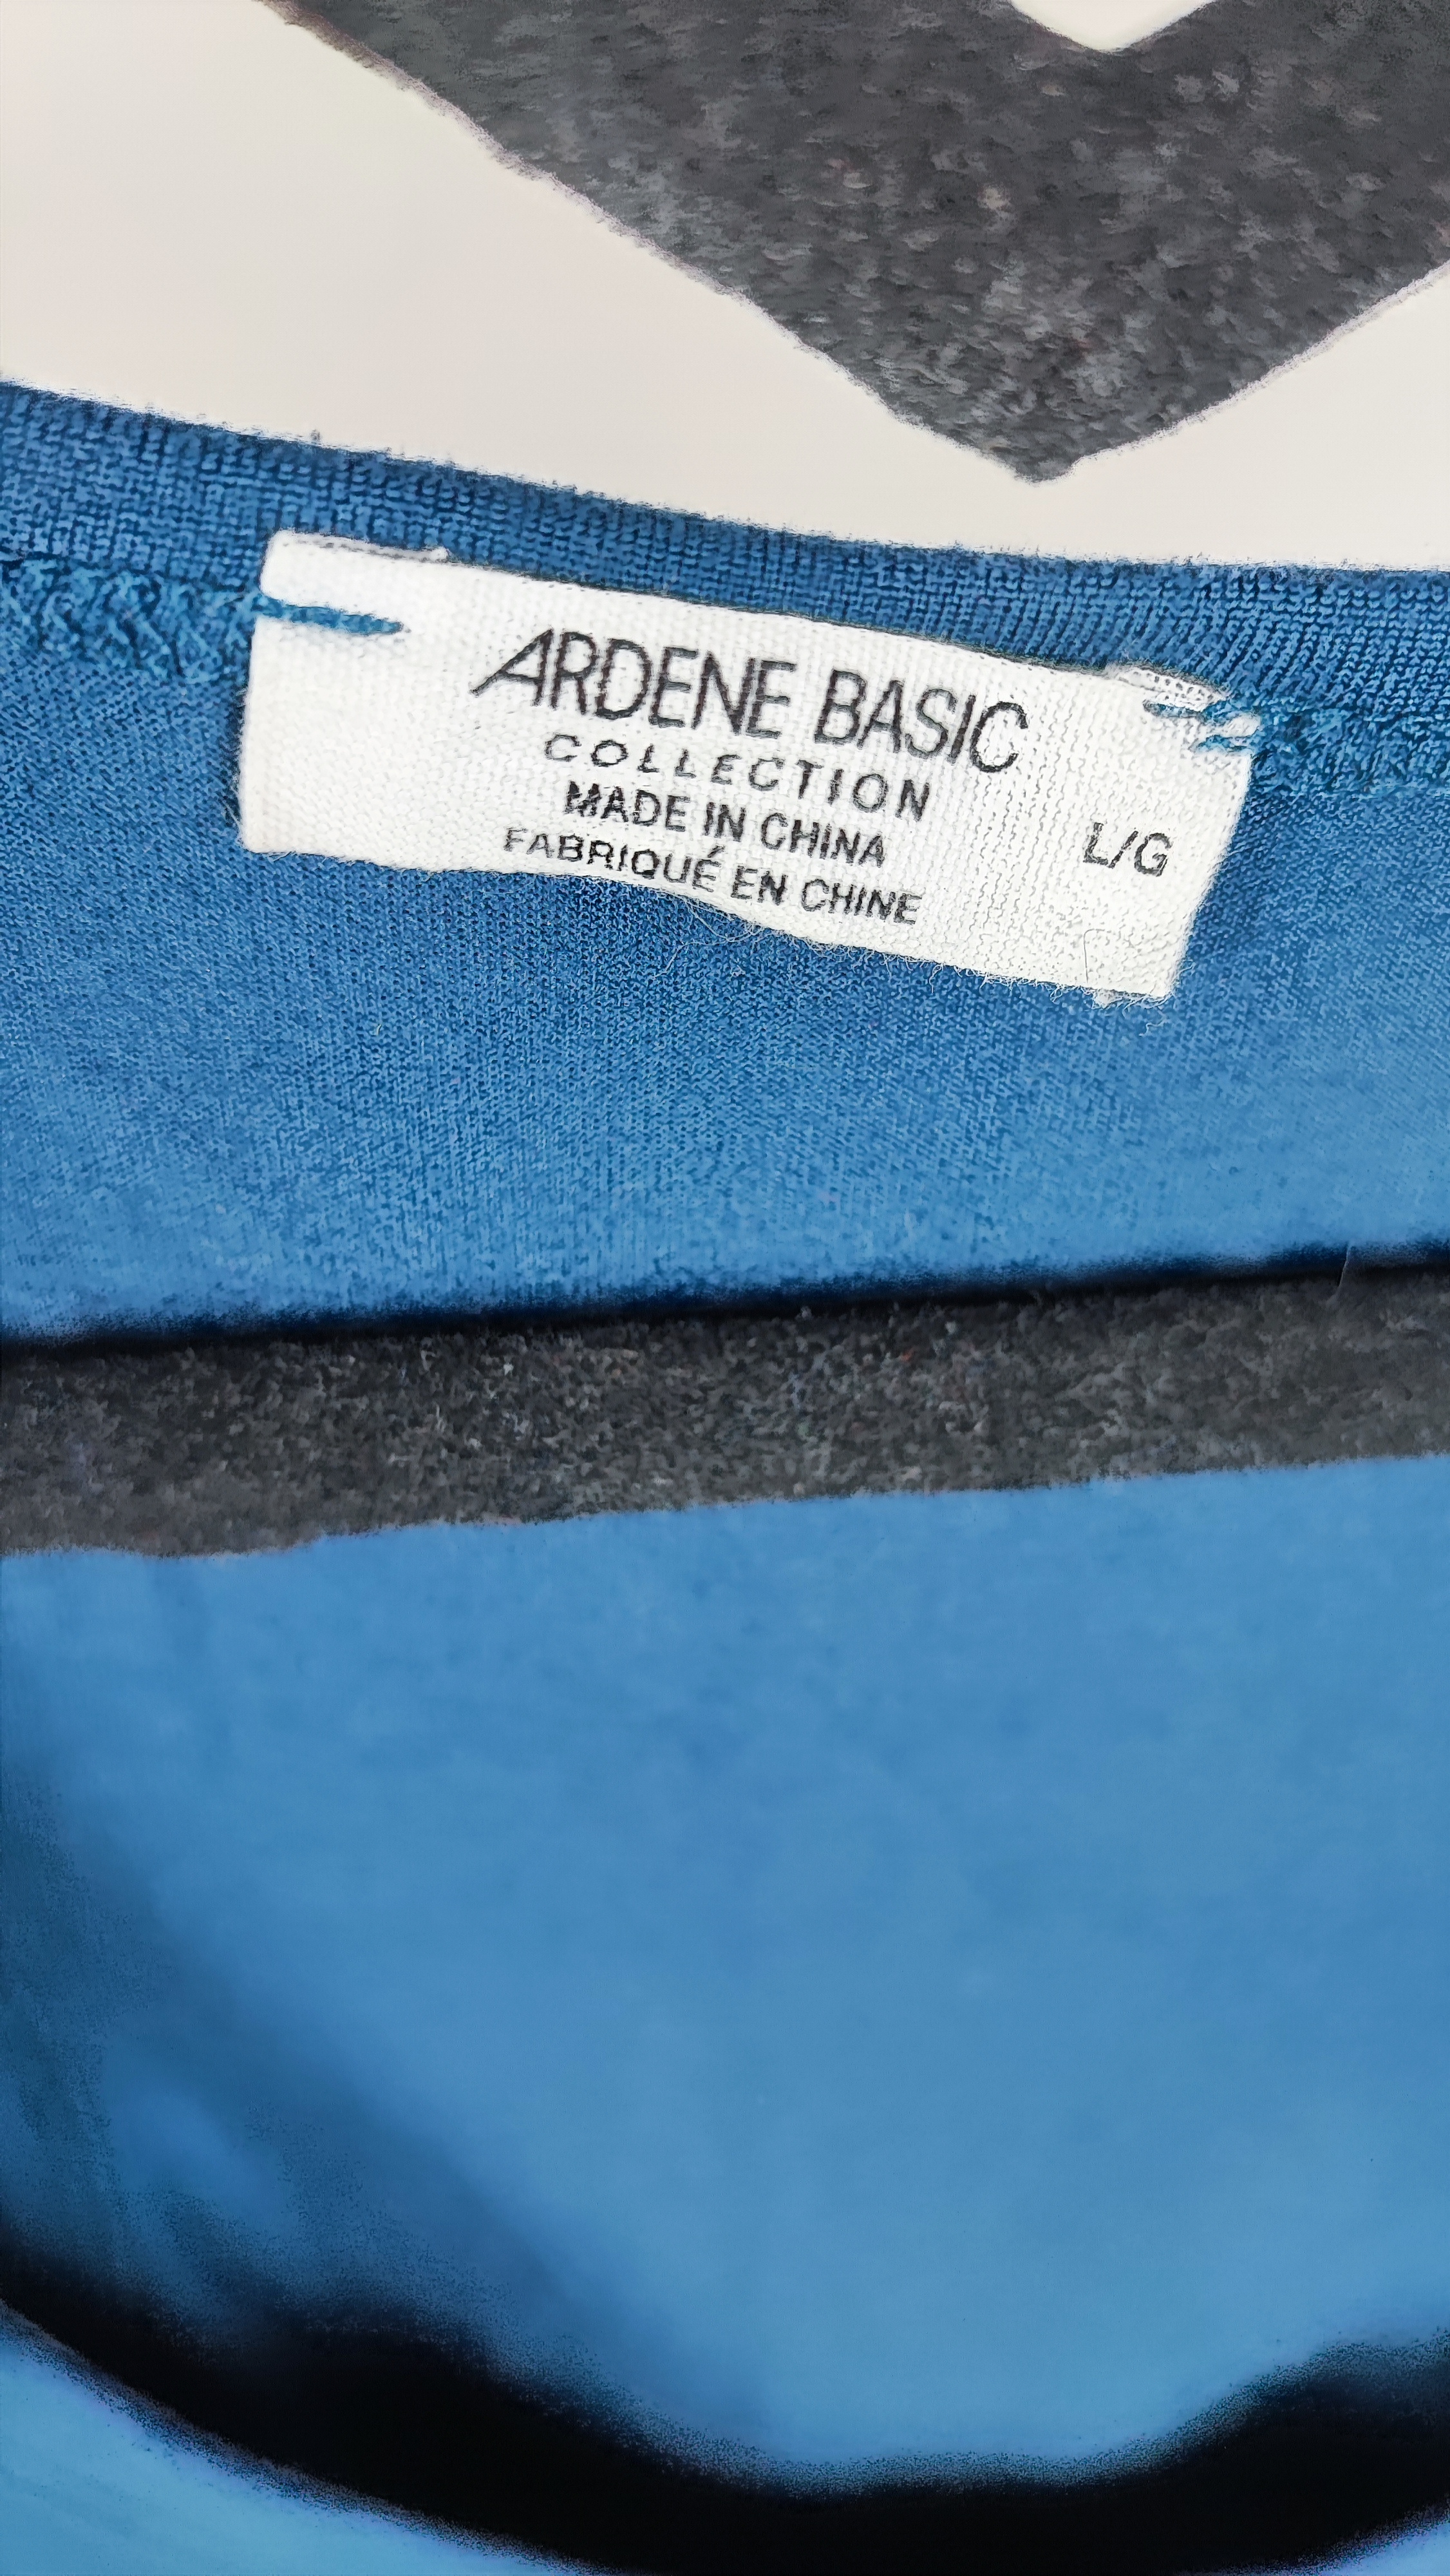 ARDENE BASIC
COLLECTION
MADE IN CHINA
FABRIQUÉ EN CHINE
L/G